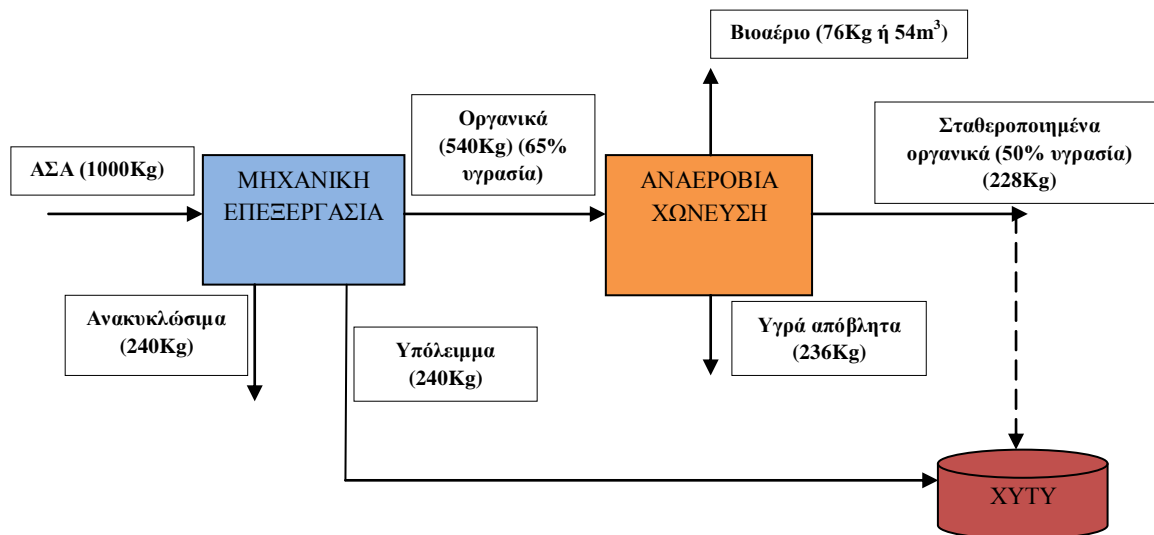 Βιοαέριο (76Kg ή 54m³)
Οργανικά
(540Kg) (65%
υγρασία)
Σταθεροποιημένα
οργανικά (50% υγρασία)
(228Kg)
ΑΣΑ (1000Kg)
ΜΗΧΑΝΙΚΗ
ΕΠΕΞΕΡΓΑΣΙΑ
ΑΝΑΕΡΟΒΙΑ
ΧΩΝΕΥΣΗ
Ανακυκλώσιμα
(240Kg)
Υπόλειμμα
(240Kg)
Υγρά απόβλητα
(236Kg)
ΧΥΤΥ